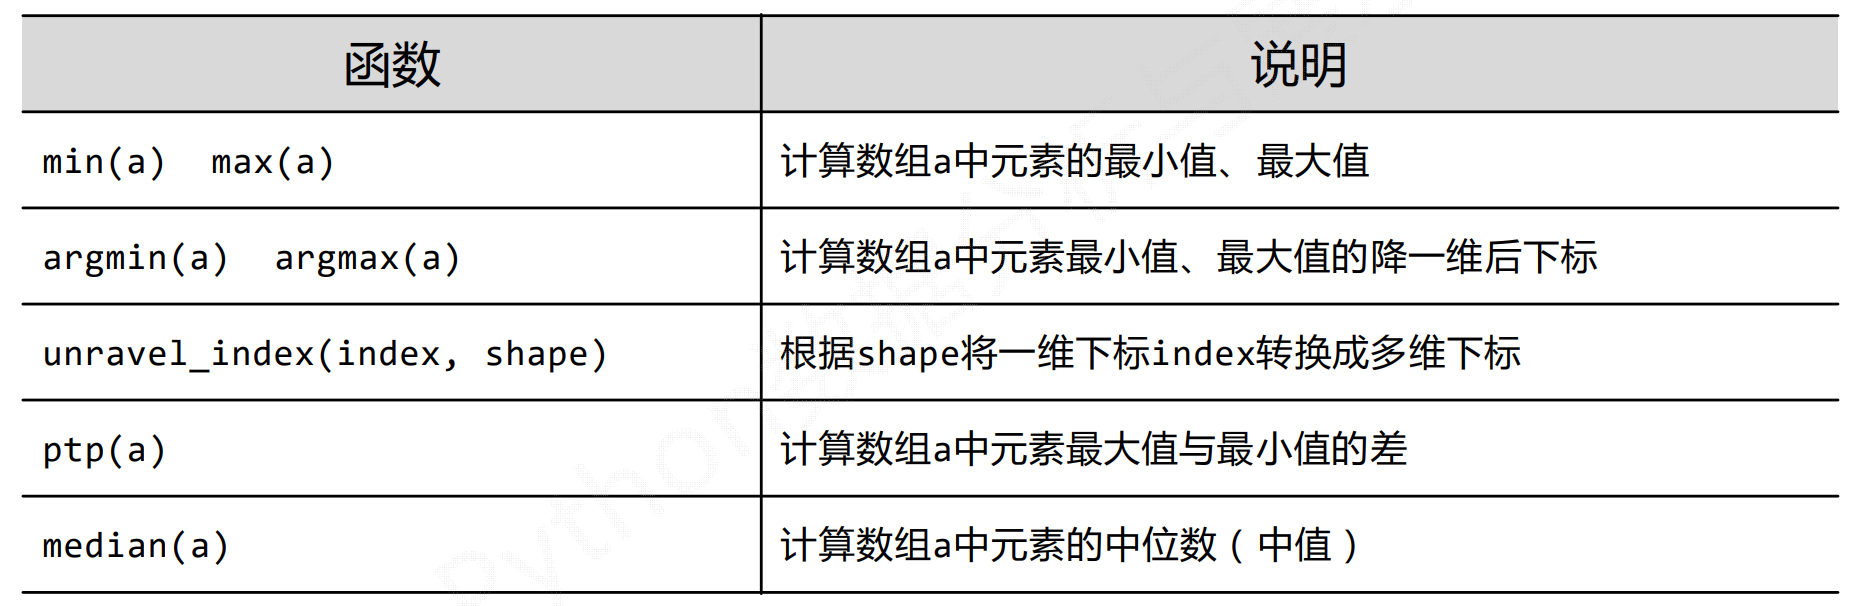 函数 说明
min(a) max(a) 计算数组a中元素的最小值、最大值
argmin(a) argmax(a) 计算数组a中元素最小值、最大值的降一维后下标
unravel_index(index, shape) 根据shape将一维下标index转换成多维下标
ptp(a) 计算数组a中元素最大值与最小值的差
median(a) 计算数组a中元素的中位数(中值)